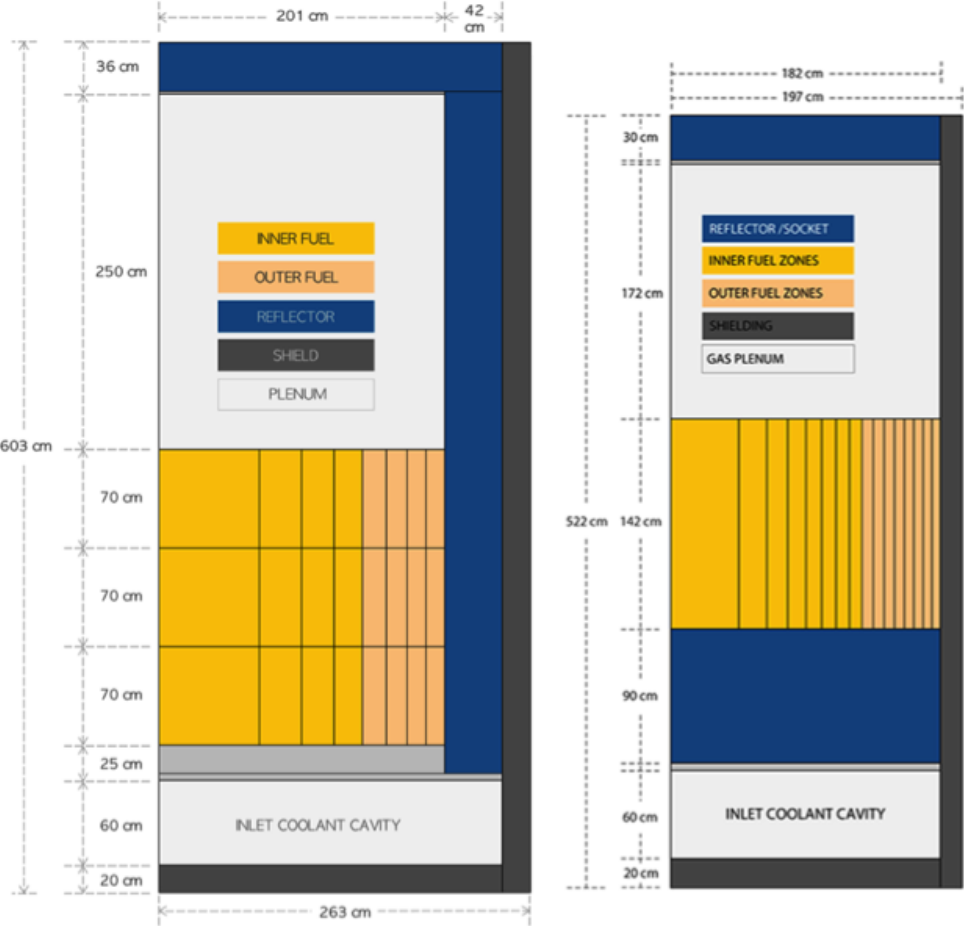 201 cm
42
cm
36 cm
250 cm
603 cm
70 cm
70 cm
70 cm
25 cm
60 cm
20 cm
263 cm
INNER FUEL
OUTER FUEL
REFLECTOR
SHIELD
PLENUM
INLET COOLANT CAVITY
182 cm
197 cm
30 cm
172 cm
522 cm
142 cm
90 cm
60 cm
20 cm
REFLECTOR /SOCKET
INNER FUEL ZONES
OUTER FUEL ZONES
SHIELDING
GAS PLENUM
INLET COOLANT CAVITY